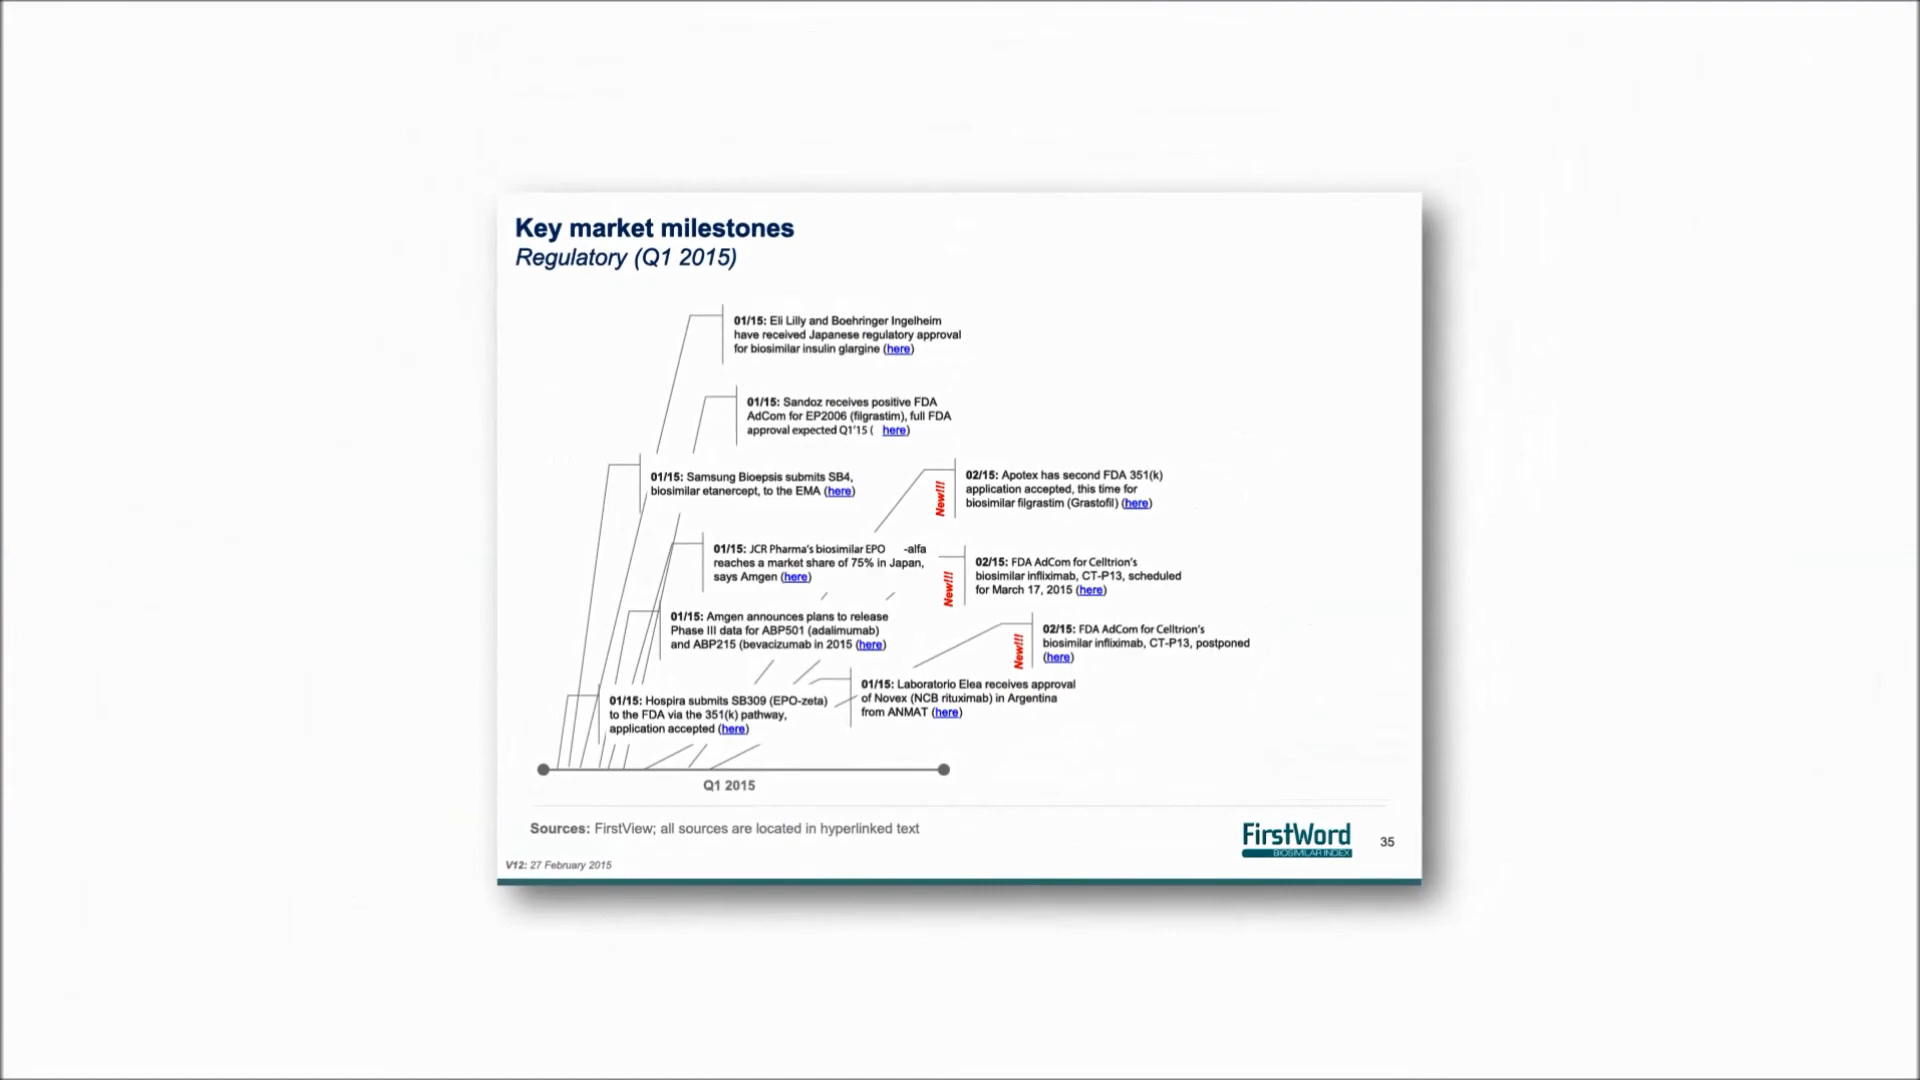 Key market milestones
Regulatory (Q1 2015)
01/15: Eli Lilly and Boehringer Ingelheim
have received Japanese regulatory approval
for biosimilar insulin glargine (here)
01/15: Sandoz receives positive FDA
AdCom for EP2006 (filgrastim), full FDA
approval expected Q1'15 ( here)
01/15: Samsung Bioepsis submits SB4,
biosimilar etanercept, to the EMA (here)
New!!!
02/15: Apotex has second FDA 351(k)
application accepted, this time for
biosimilar filgrastim (Grastofil) (here)
01/15: JCR Pharma's biosimilar EPO -alfa
reaches a market share of 75% in Japan,
says Amgen (here)
New!!!
02/15: FDA AdCom for Celltrion's
biosimilar infliximab, CT-P13, scheduled
for March 17, 2015 (here)
01/15: Amgen announces plans to release
Phase III data for ABP501 (adalimumab)
and ABP215 (bevacizumab in 2015 (here)
New!!!
02/15: FDA AdCom for Celltrion's
biosimilar infliximab, CT-P13, postponed
(here)
01/15: Laboratorio Elea receives approval
of Novex (NCB rituximab) in Argentina
from ANMAT (here)
01/15: Hospira submits SB309 (EPO-zeta)
to the FDA via the 351(k) pathway,
application accepted (here)
Q1 2015
Sources: FirstView; all sources are located in hyperlinked text
FirstWord
BIOSIMILAR INDEX
35
V12: 27 February 2015